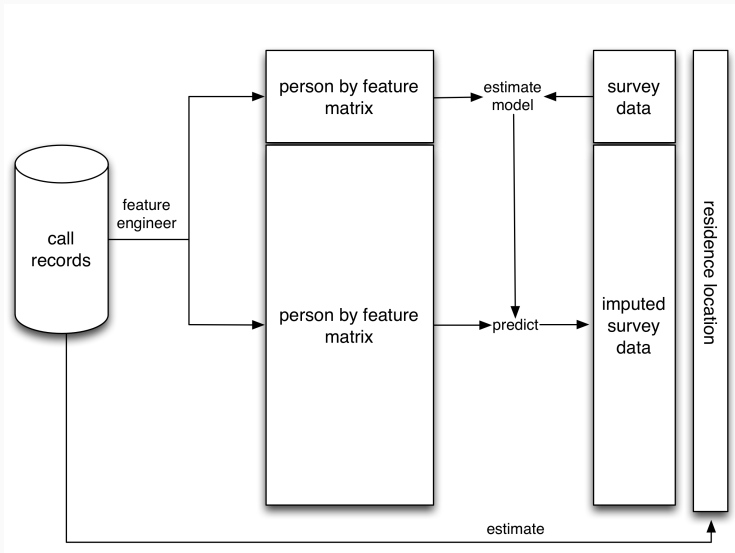 person by feature
matrix
estimate
model
survey
data
feature
engineer
call
records
residence location
person by feature
matrix
predict
imputed
survey
data
estimate